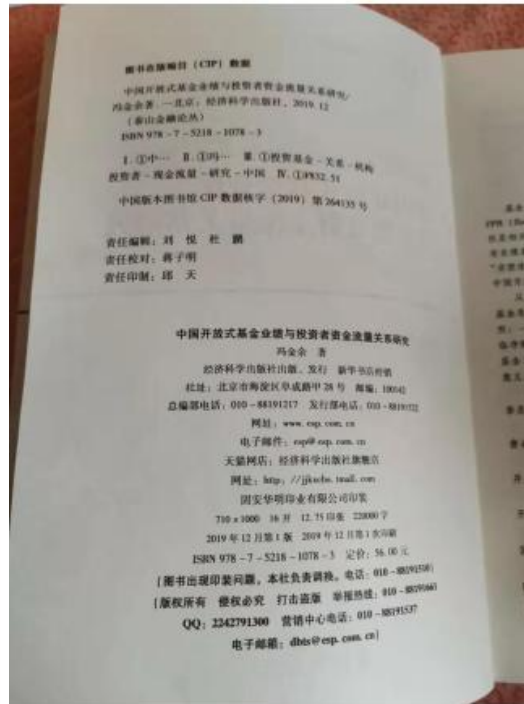 图书在版编目（CIP）数据
中国开放式基金业绩与投资者资金流量关系研究/
冯金余著.—北京：经济科学出版社，2019.12
（泰山金融论丛）
ISBN 978-7-5218-1078-3
Ⅰ.①中… Ⅱ.①冯… Ⅲ.①投资基金-关系-机构
投资者-现金流量-研究-中国 Ⅳ.①F832.51
中国版本图书馆CIP数据核字（2019）第264135号
责任编辑：刘 悦 杜 鹏
责任校对：蒋子明
责任印制：邱 天
中国开放式基金业绩与投资者资金流量关系研究
冯金余 著
经济科学出版社出版、发行 新华书店经销
社址：北京市海淀区阜成路甲28号 邮编：100142
总编部电话：010-88191217 发行部电话：010-88191522
网址：www.esp.com.cn
电子邮件：esp@esp.com.cn
天猫网店：经济科学出版社旗舰店
网址：http://jjkxcbs.tmall.com
固安华明印业有限公司印装
710×1000 16开 12.75印张 220000字
2019年12月第1版 2019年12月第1次印刷
ISBN 978-7-5218-1078-3 定价：56.00元
（图书出现印装问题，本社负责调换。电话：010-88191510）
（版权所有 侵权必究 打击盗版 举报热线：010-88191661
QQ：2242791300 营销中心电话：010-88191537
电子邮箱：dbts@esp.com.cn）